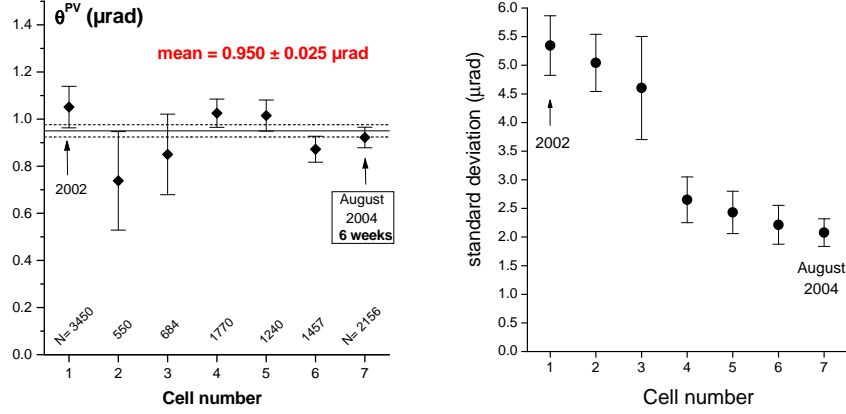 θPV (μrad)
mean = 0.950 ± 0.025 μrad
1.4
1.2
1.0
0.8
0.6
0.4
0.2
0.0
2002
August
2004
6 weeks
N= 3450
550
684
1770
1240
1457
N= 2156
1 2 3 4 5 6 7
Cell number
standard deviation (μrad)
6.0
5.5
5.0
4.5
4.0
3.5
3.0
2.5
2.0
1.5
1.0
0.5
0.0
2002
August
2004
1 2 3 4 5 6 7
Cell number